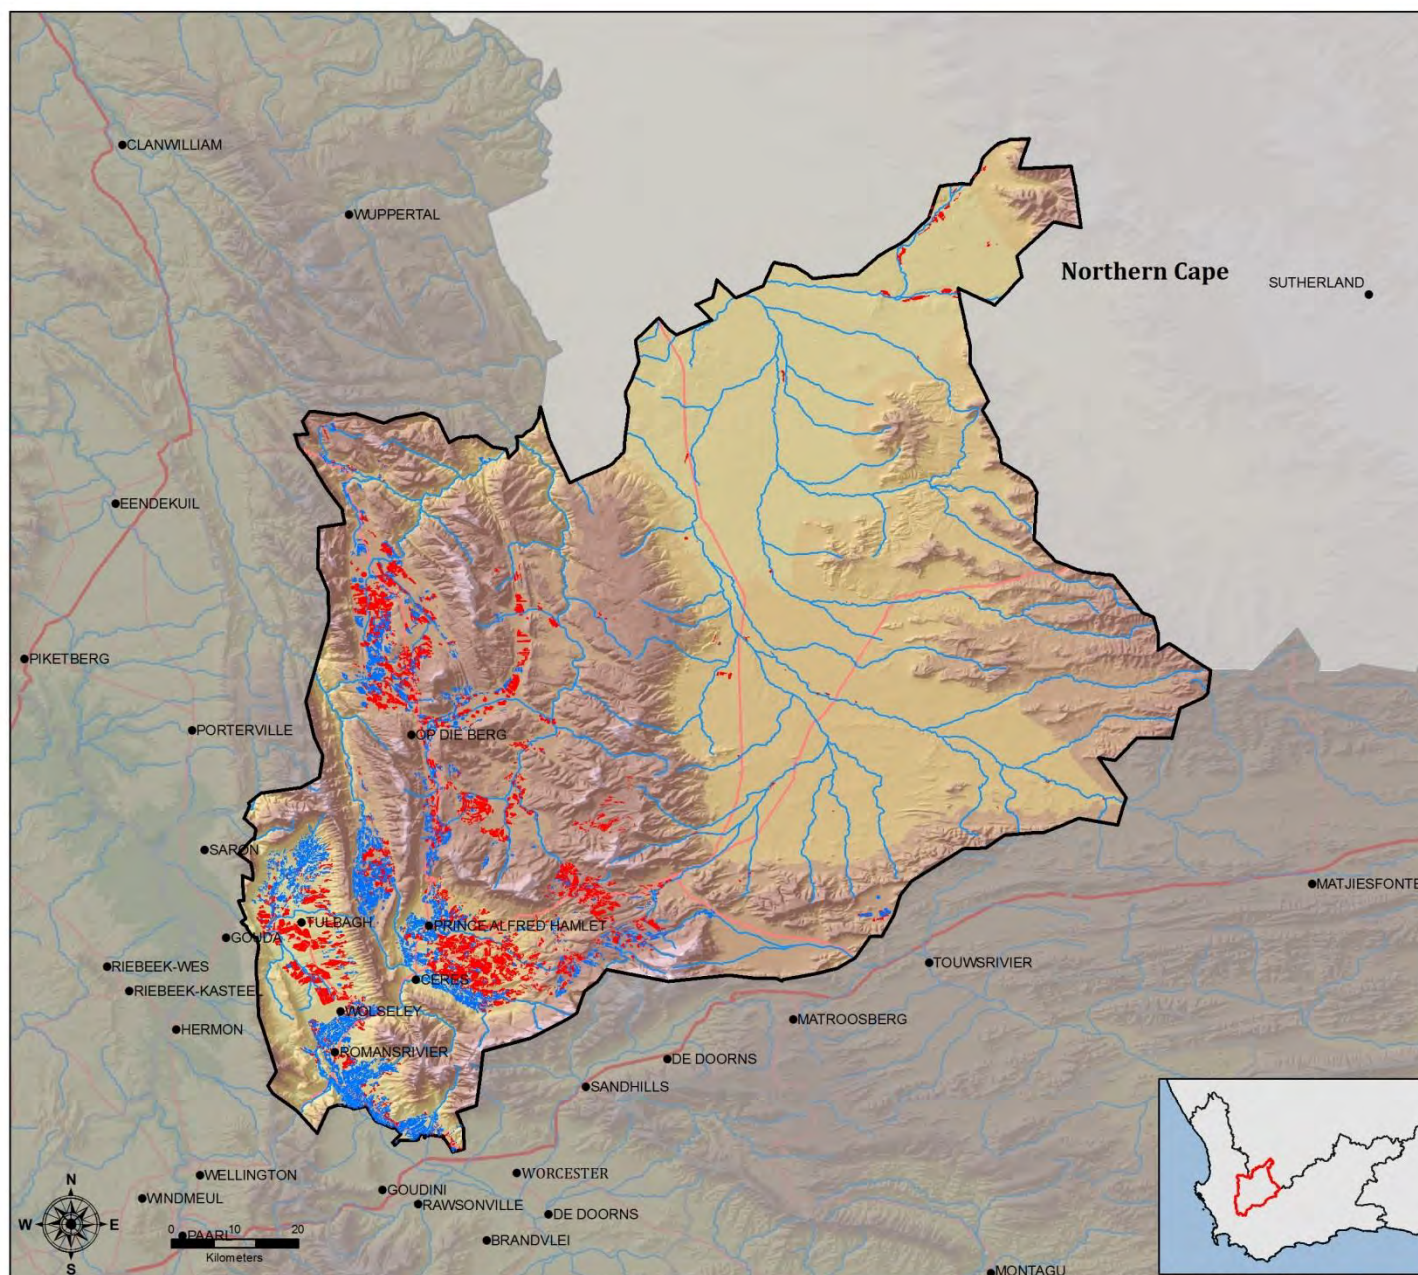 CLANWILLIAM
WUPPERTAL
Northern Cape
SUTHERLAND
EENDEKUIL
PIKETBERG
PORTERVILLE
OP DIE BERG
SARON
MATJIESFONTE
TULBAGH
PRINCE ALFRED HAMLET
GOUDA
RIEBEEK-WES
TOUWSRIVIER
CERES
RIEBEEK-KASTEEL
WOLSELEY
MATROOSBERG
HERMON
ROMANSRIVIER
DE DOORNS
SANDHILLS
WORCESTER
WELLINGTON
N
GOUDINI
WINDMEUL
RAWSONVILLE
DE DOORNS
W E
PAARL
0 10 20
BRANDVLEI
Kilometers
S
MONTAGU